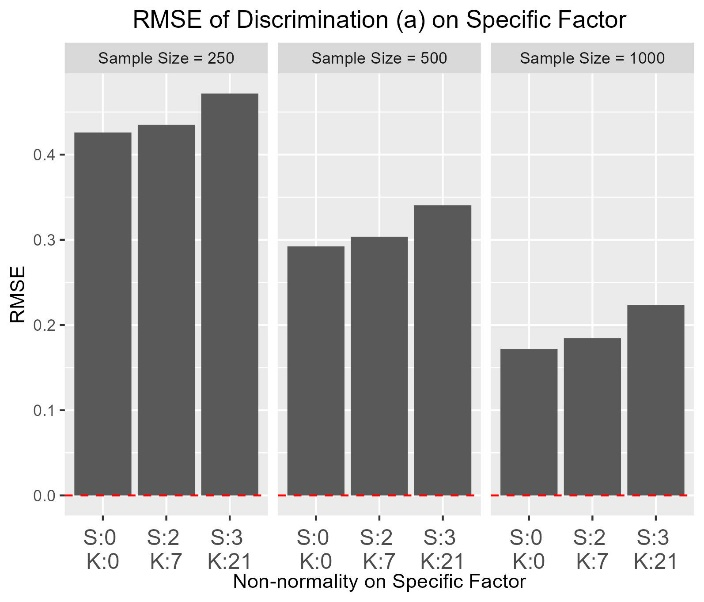 RMSE of Discrimination (a) on Specific Factor
Sample Size = 250
Sample Size = 500
Sample Size = 1000
RMSE
0.4
0.3
0.2
0.1
0.0
S:0 S:2 S:3 S:0 S:2 S:3 S:0 S:2 S:3
K:0 K:7 K:21 K:0 K:7 K:21 K:0 K:7 K:21
Non-normality on Specific Factor